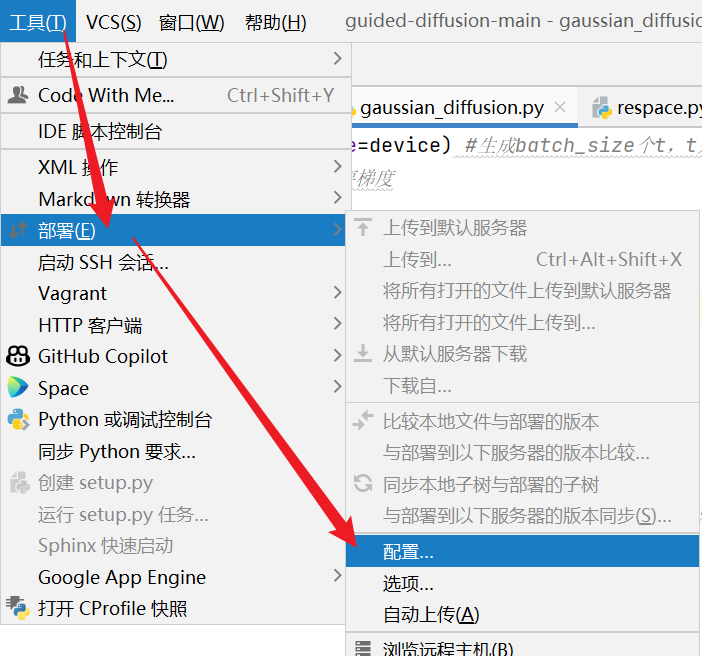 工具(T) VCS(S) 窗口(W) 帮助(H) guided-diffusion-main - gaussian_diffusio
任务和上下文(T)
Code With Me... Ctrl+Shift+Y
IDE 脚本控制台
XML 操作
Markdown 转换器
部署(E)
启动 SSH 会话...
Vagrant
HTTP 客户端
GitHub Copilot
Space
Python 或调试控制台
同步 Python 要求...
创建 setup.py
运行 setup.py 任务...
Sphinx 快速启动
Google App Engine
打开 CProfile 快照
gaussian_diffusion.py respace.py
e=device) #生成batch_size个t，t
梯度
上传到默认服务器
上传到... Ctrl+Alt+Shift+X
将所有打开的文件上传到默认服务器
将所有打开的文件上传到...
从默认服务器下载
下载自...
比较本地文件与部署的版本
与部署到以下服务器的版本比较...
同步本地子树与部署的子树
与部署到以下服务器的版本同步(S)...
配置...
选项...
自动上传(A)
浏览远程主机(B)